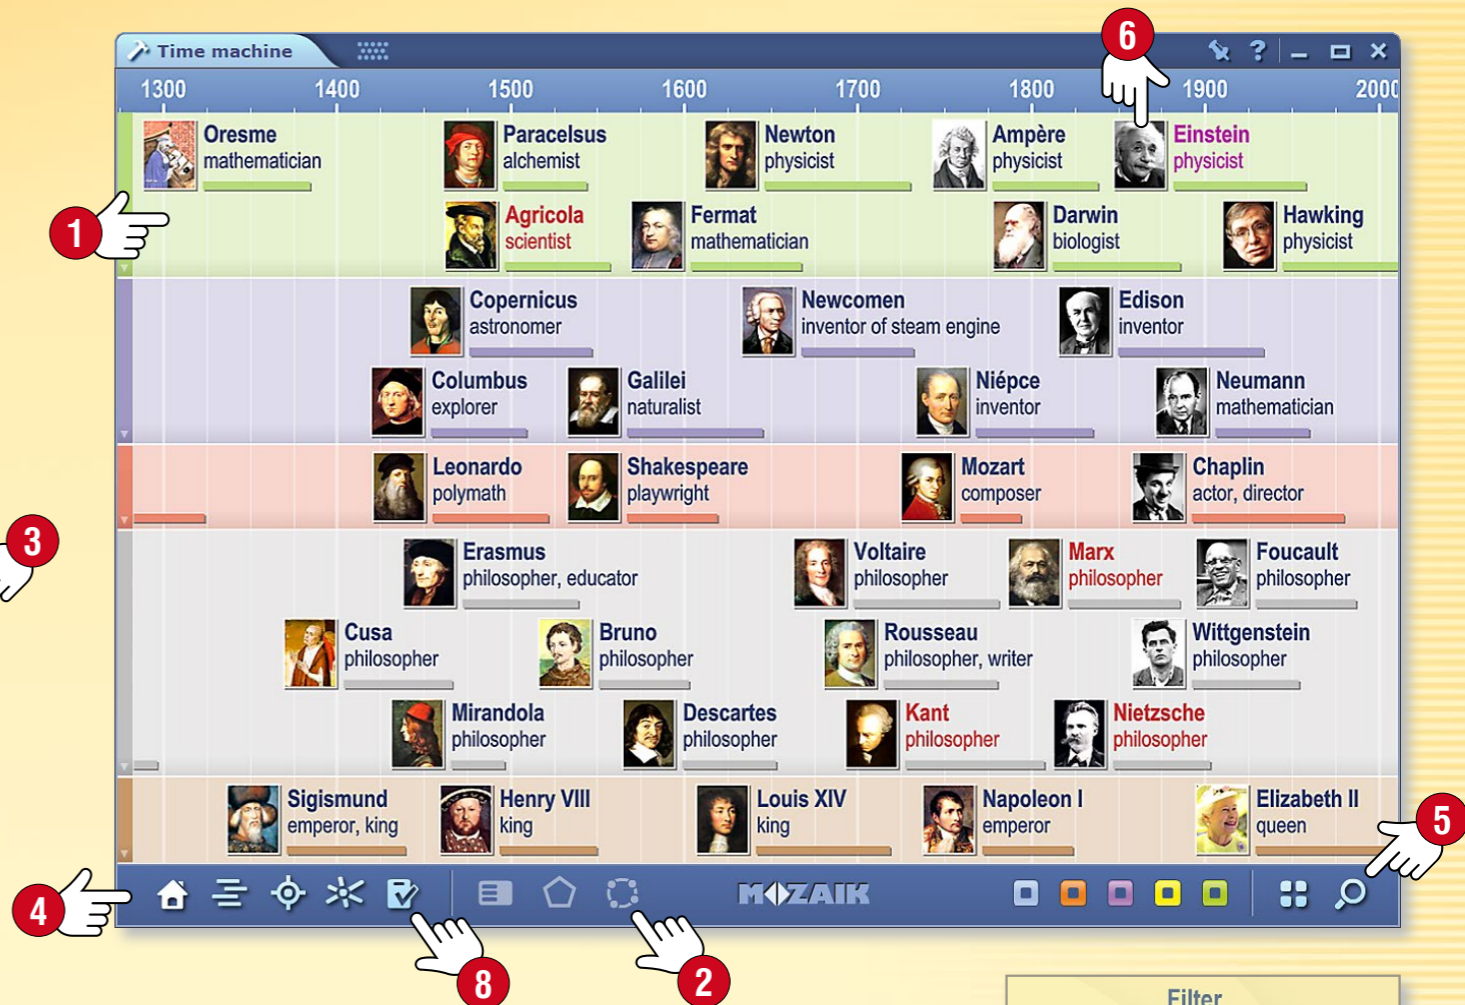 6
Time machine
?
1300 1400 1500 1600 1700 1800 1900 2000
Oresme
mathematician
Paracelsus
alchemist
Newton
physicist
Ampère
physicist
Einstein
physicist
1
Agricola
scientist
Fermat
mathematician
Darwin
biologist
Hawking
physicist
Copernicus
astronomer
Newcomen
inventor of steam engine
Edison
inventor
Columbus
explorer
Galilei
naturalist
Niépce
inventor
Neumann
mathematician
Leonardo
polymath
Shakespeare
playwright
Mozart
composer
Chaplin
actor, director
3
Erasmus
philosopher, educator
Voltaire
philosopher
Marx
philosopher
Foucault
philosopher
Cusa
philosopher
Bruno
philosopher
Rousseau
philosopher, writer
Wittgenstein
philosopher
Mirandola
philosopher
Descartes
philosopher
Kant
philosopher
Nietzsche
philosopher
Sigismund
emperor, king
Henry VIII
king
Louis XIV
king
Napoleon I
emperor
Elizabeth II
queen
5
4
MOZAIK
8
2
Filter